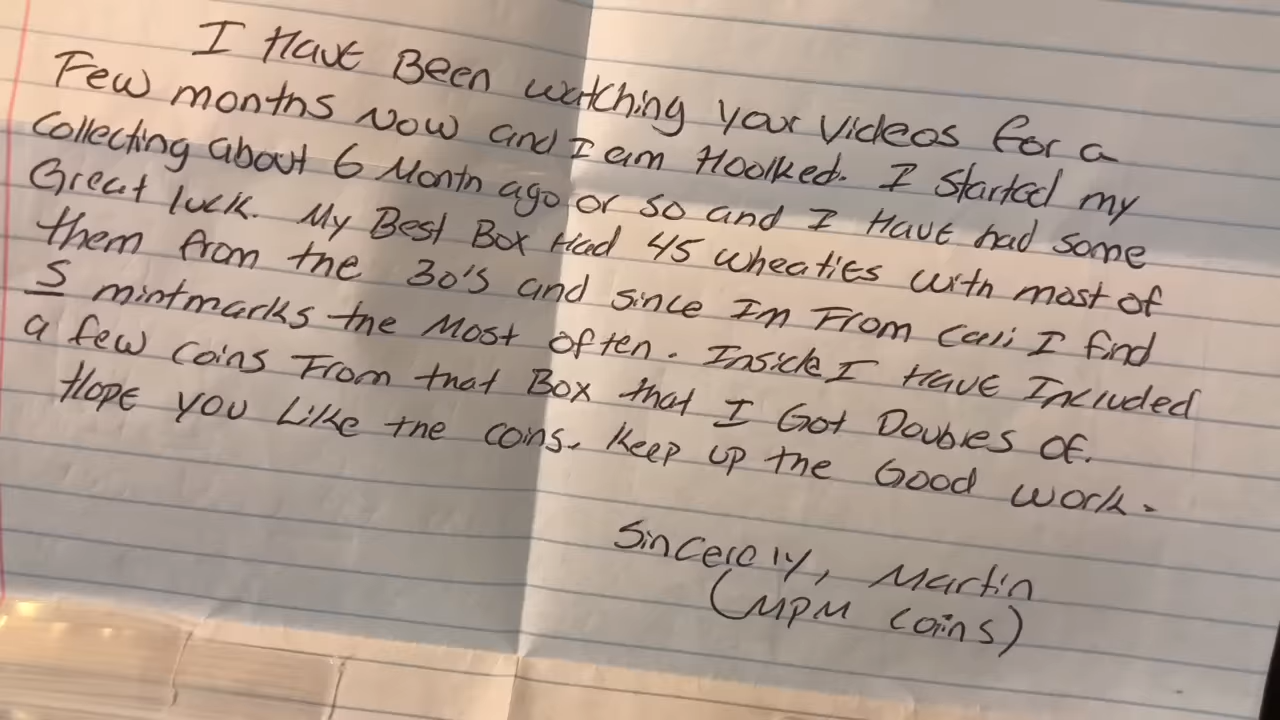 I Have Been watching your Videos for a
Few months Now and I am Hoolked. I Started my
Collecting about 6 Month ago or so and I Have had some
Great luck. My Best Box Had 45 wheaties with most of
them from the 30's and since Im From Cali I find
S mintmarks the Most often. Inside I HAVE Included
a few coins From that Box that I Got Doubles of.
Hope you Like the coins. Keep up the Good work.
Sincerely, Martin
(MPM Coins)